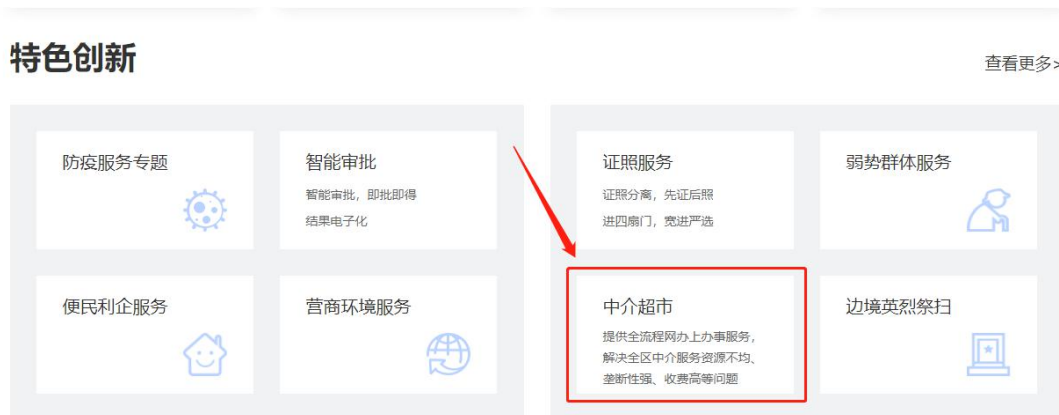 特色创新
查看更多>
防疫服务专题
智能审批
智能审批，即批即得
结果电子化
证照服务
证照分离，先证后照
进四扇门，宽进严选
弱势群体服务
便民利企服务
营商环境服务
中介超市
提供全流程网办上办事服务，
解决全区中介服务资源不均、
垄断性强、收费高等问题
边境英烈祭扫